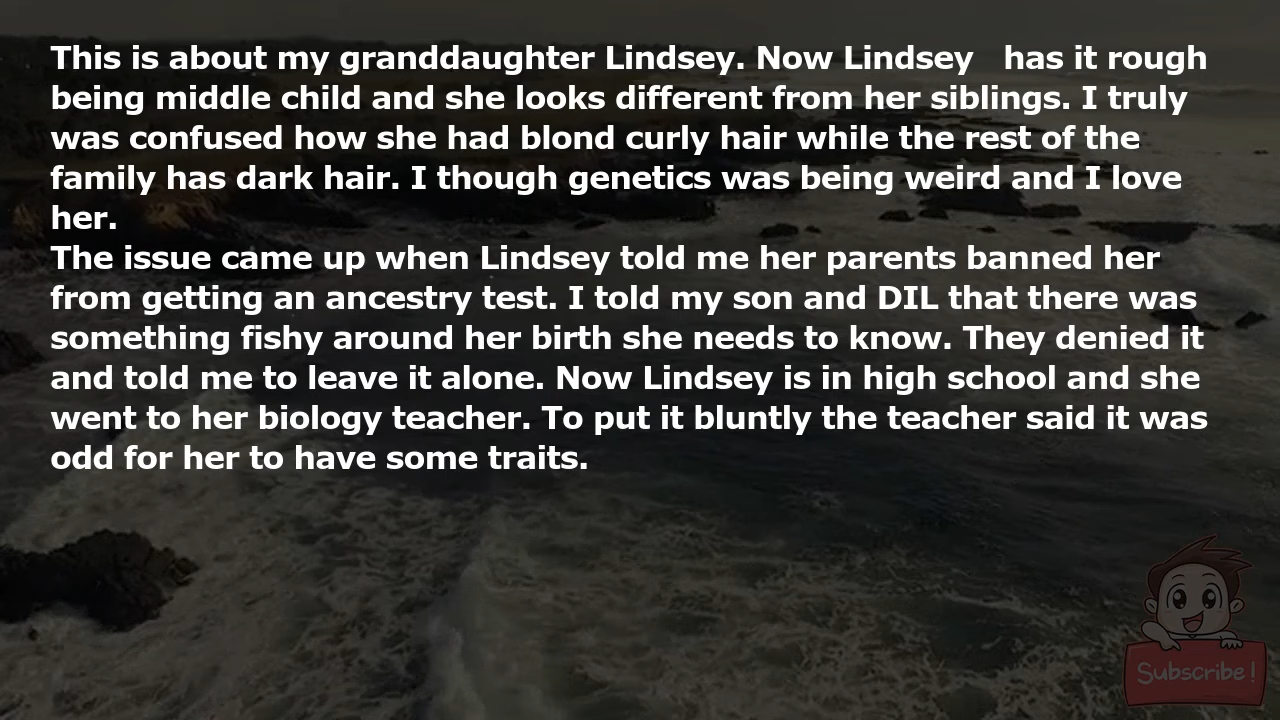 This is about my granddaughter Lindsey. Now Lindsey has it rough
being middle child and she looks different from her siblings. I truly
was confused how she had blond curly hair while the rest of the
family has dark hair. I though genetics was being weird and I love
her.
The issue came up when Lindsey told me her parents banned her
from getting an ancestry test. I told my son and DIL that there was
something fishy around her birth she needs to know. They denied it
and told me to leave it alone. Now Lindsey is in high school and she
went to her biology teacher. To put it bluntly the teacher said it was
odd for her to have some traits.
Subscribe!